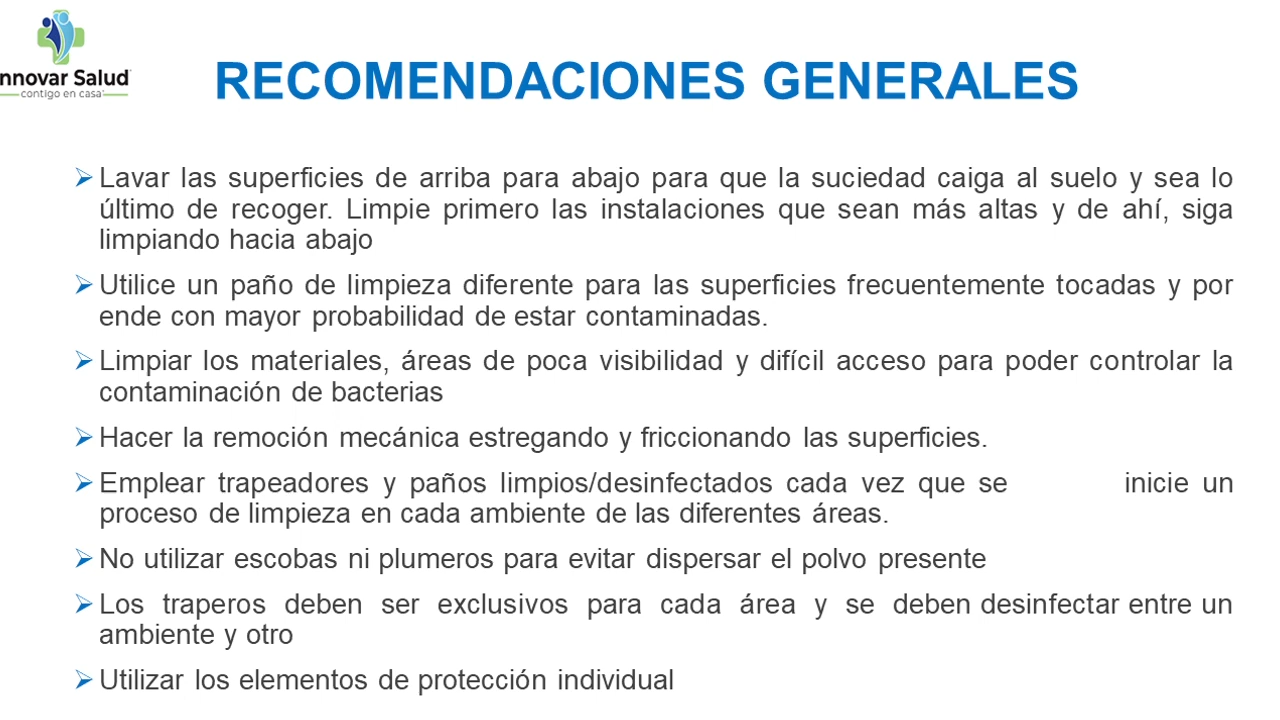 nnovar Salud
contigo en casa
RECOMENDACIONES GENERALES
➢Lavar las superficies de arriba para abajo para que la suciedad caiga al suelo y sea lo
último de recoger. Limpie primero las instalaciones que sean más altas y de ahí, siga
limpiando hacia abajo
➢Utilice un paño de limpieza diferente para las superficies frecuentemente tocadas y por
ende con mayor probabilidad de estar contaminadas.
➢Limpiar los materiales, áreas de poca visibilidad y difícil acceso para poder controlar la
contaminación de bacterias
➢Hacer la remoción mecánica estregando y friccionando las superficies.
➢Emplear trapeadores y paños limpios/desinfectados cada vez que se inicie un
proceso de limpieza en cada ambiente de las diferentes áreas.
➢No utilizar escobas ni plumeros para evitar dispersar el polvo presente
➢Los traperos deben ser exclusivos para cada área y se deben desinfectar entre un
ambiente y otro
➢Utilizar los elementos de protección individual